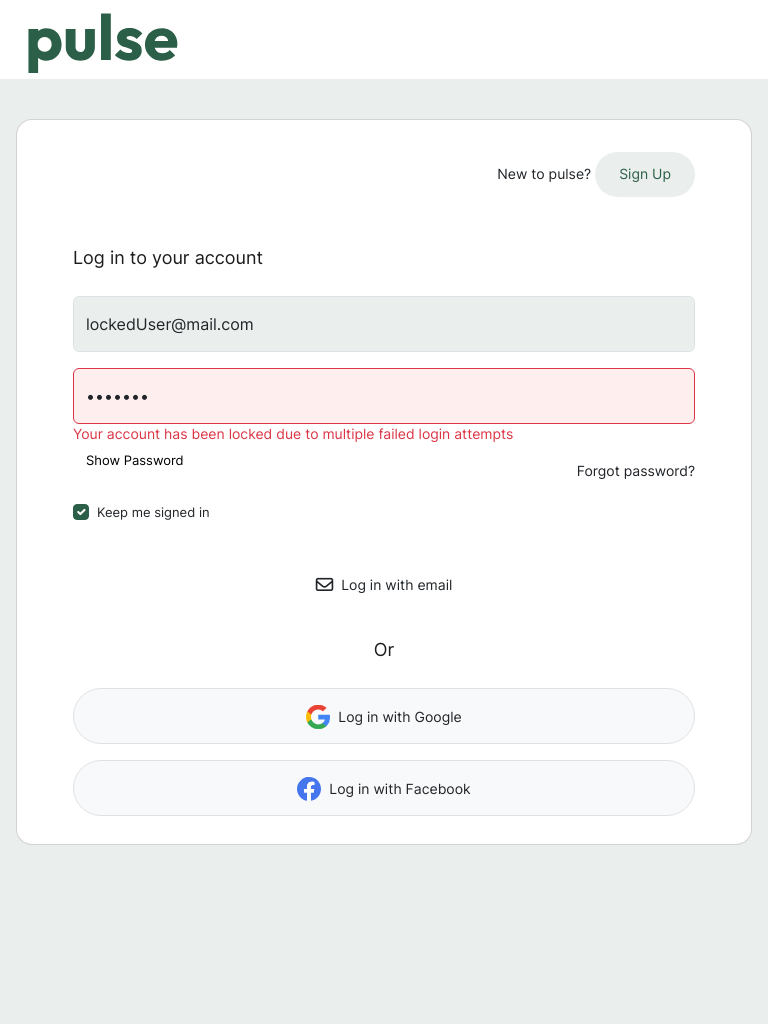 pulse
New to pulse? Sign Up
Log in to your account
lockedUser@mail.com
•••••••
Your account has been locked due to multiple failed login attempts
Show Password
Forgot password?
Keep me signed in
Log in with email
Or
Log in with Google
Log in with Facebook